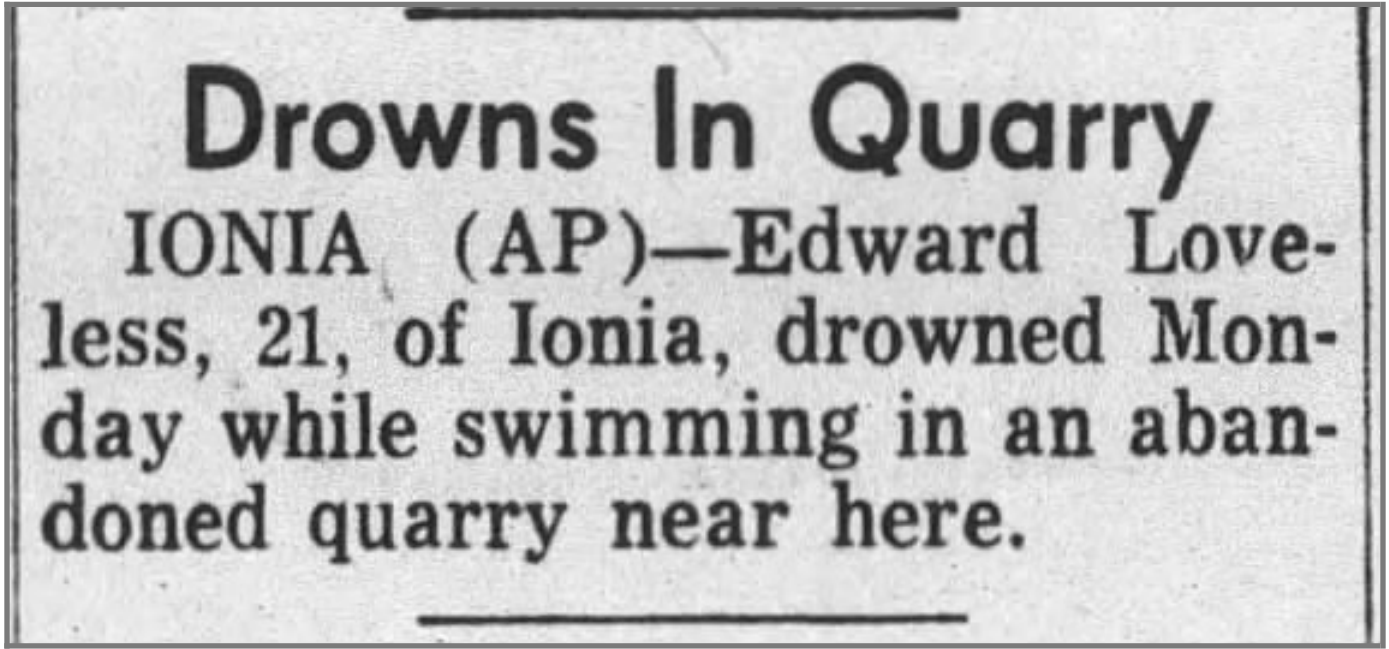 Drowns In Quarry
IONIA (AP)—Edward Love-
less, 21, of Ionia, drowned Mon-
day while swimming in an aban-
doned quarry near here.